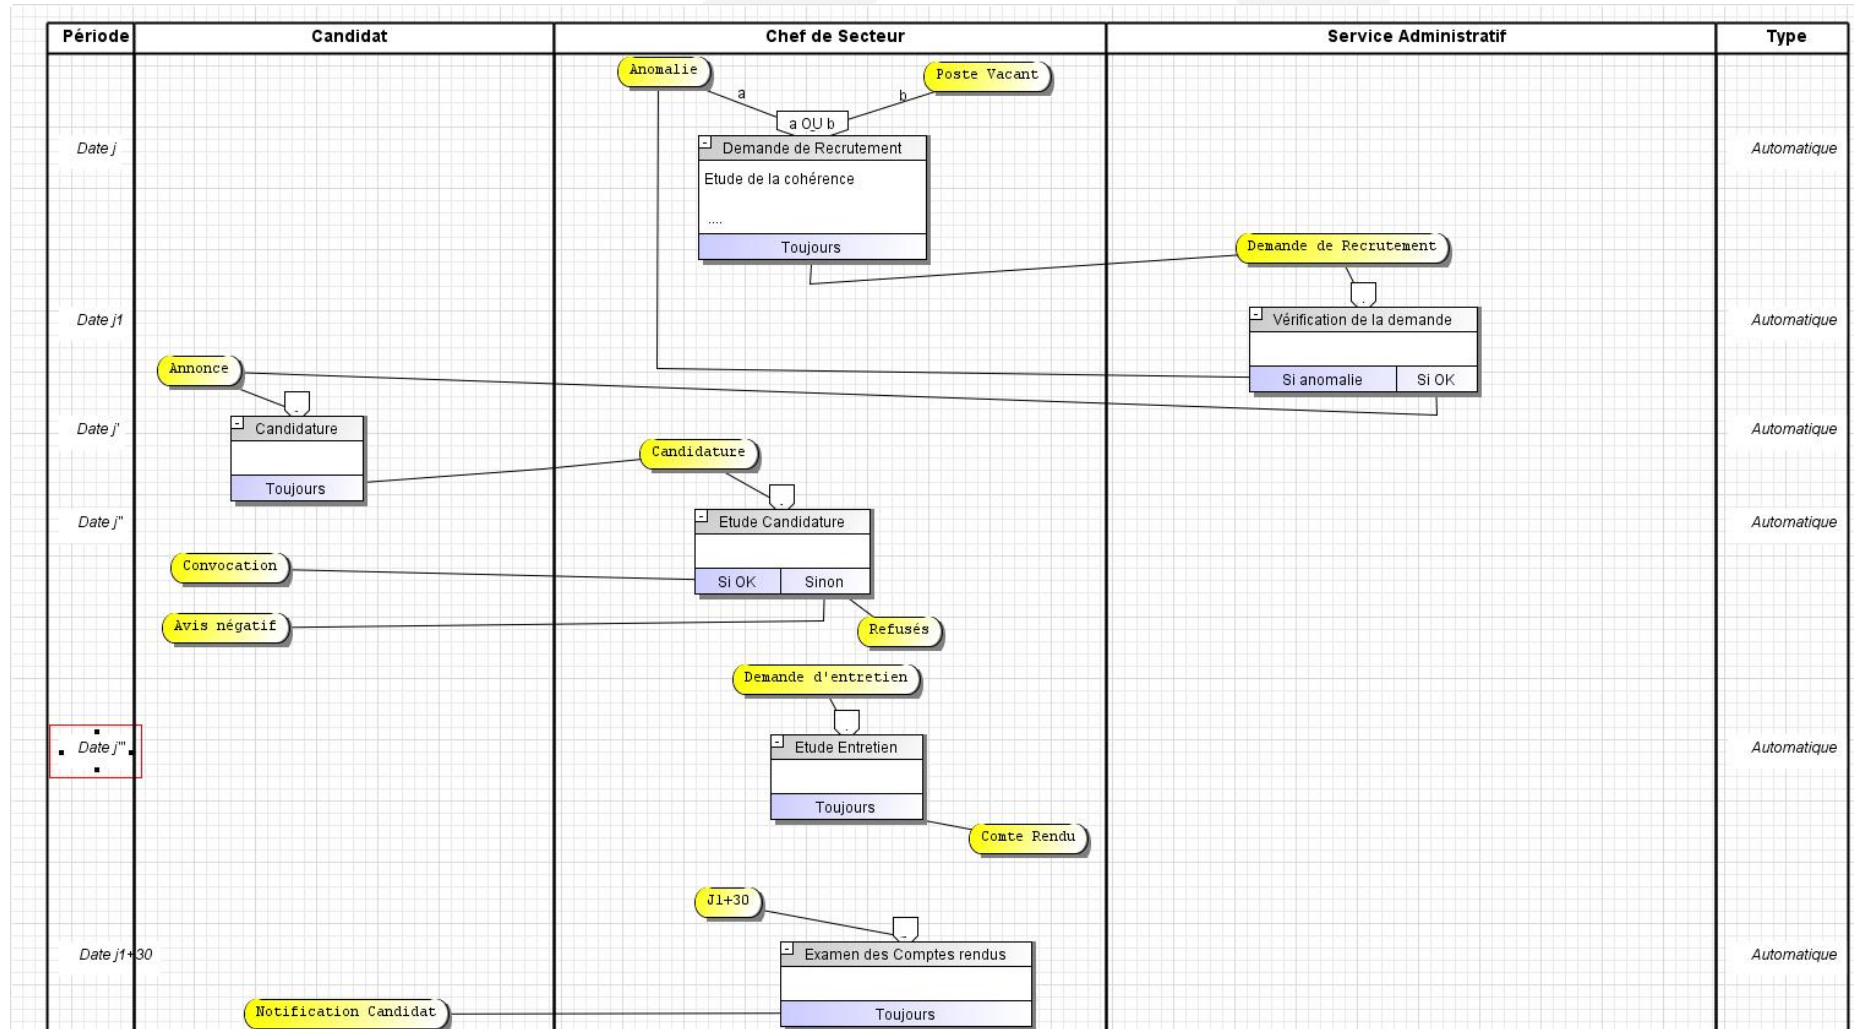 Période
Candidat
Chef de Secteur
Service Administratif
Type
Anomalie
Poste Vacant
a
b
a OU b
Date j
Demande de Recrutement
Automatique
Etude de la cohérence
....
Toujours
Demande de Recrutement
Date j1
Vérification de la demande
Automatique
Annonce
Si anomalie
Si OK
Date j'
Candidature
Automatique
Candidature
Toujours
Date j"
Etude Candidature
Automatique
Convocation
Si OK
Sinon
Avis négatif
Refusés
Demande d'entretien
Date j'''
Etude Entretien
Automatique
Toujours
Comte Rendu
J1+30
Date j1+30
Examen des Comptes rendus
Automatique
Notification Candidat
Toujours